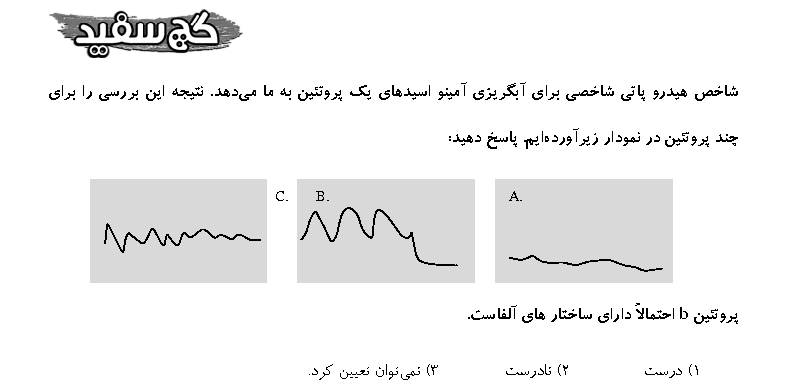 گچ سفید
شاخص هیدرو پاتی شاخصی برای آبگریزی آمینو اسیدهای یک پروتئین به ما می‌دهد. نتیجه این بررسی را برای
چند پروتئین در نمودار زیرآورده‌ایم. پاسخ دهید:
A.
B.
C.
پروتئین b احتمالاً دارای ساختار های آلفاست.
۱) درست ۲) نادرست ۳) نمی‌توان تعیین کرد.